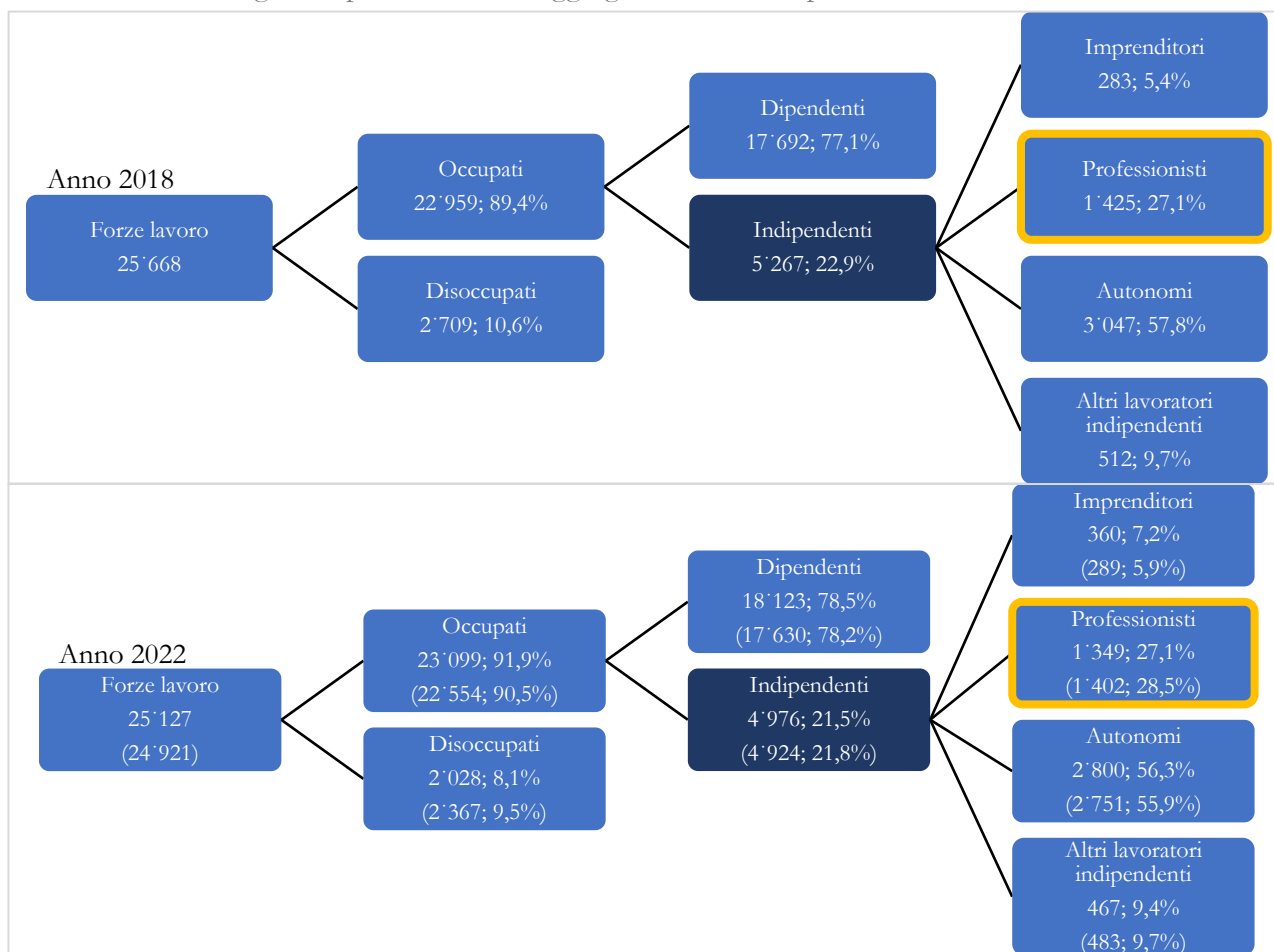 Imprenditori
283; 5,4%
Dipendenti
17˙692; 77,1%
Occupati
22˙959; 89,4%
Professionisti
1˙425; 27,1%
Anno 2018
Forze lavoro
25˙668
Indipendenti
5˙267; 22,9%
Disoccupati
2˙709; 10,6%
Autonomi
3˙047; 57,8%
Altri lavoratori
indipendenti
512; 9,7%
Imprenditori
360; 7,2%
(289; 5,9%)
Dipendenti
18˙123; 78,5%
(17˙630; 78,2%)
Occupati
23˙099; 91,9%
(22˙554; 90,5%)
Professionisti
1˙349; 27,1%
(1˙402; 28,5%)
Anno 2022
Forze lavoro
25˙127
(24˙921)
Indipendenti
4˙976; 21,5%
(4˙924; 21,8%)
Disoccupati
2˙028; 8,1%
(2˙367; 9,5%)
Autonomi
2˙800; 56,3%
(2˙751; 55,9%)
Altri lavoratori
indipendenti
467; 9,4%
(483; 9,7%)